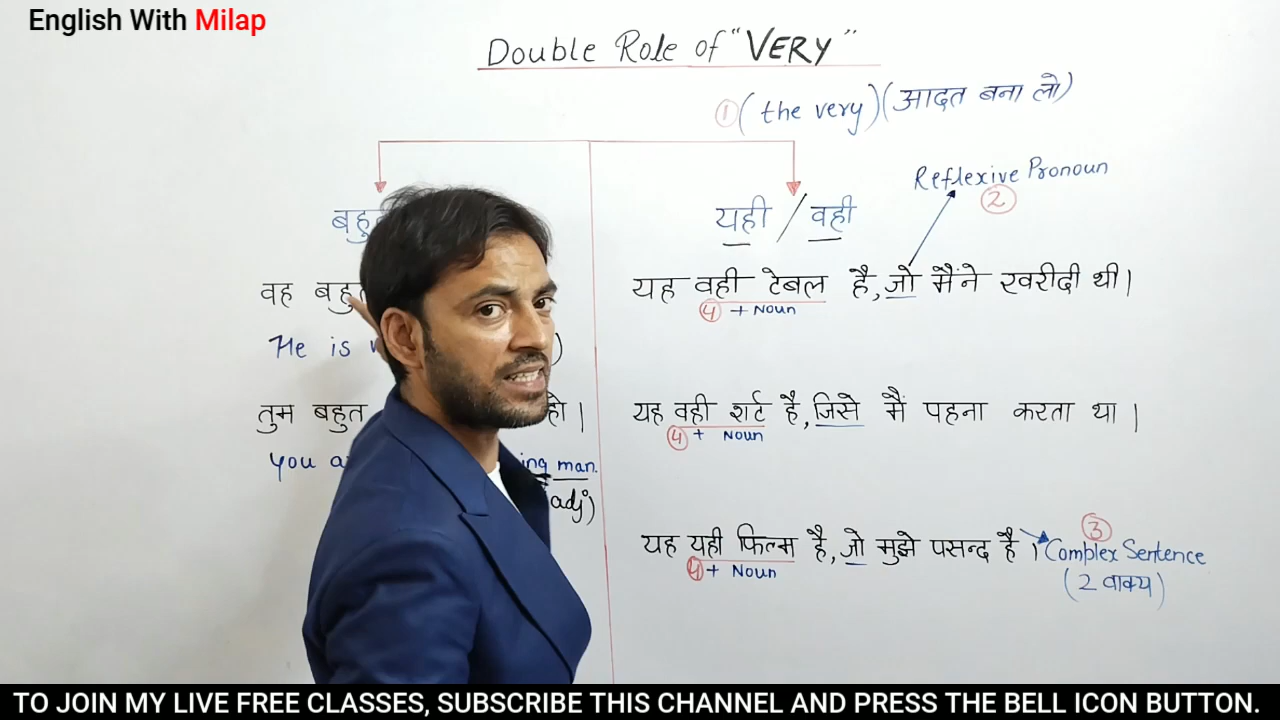 English With Milap
Double Role of "VERY"
① (the very) (आदत बना लो)
Reflexive Pronoun
②
यही / वही
वह
He is
तुम बहुत हो।
You man.
adj)
यह वही टेबल है, जो मैंने खरीदी थी।
④ + Noun
यह वही शर्ट है, जिसे मैं पहना करता था।
④ + Noun
यह यही फिल्म है, जो मुझे पसन्द है।
④ + Noun
③
Complex Sentence
(2 वाक्य)
TO JOIN MY LIVE FREE CLASSES, SUBSCRIBE THIS CHANNEL AND PRESS THE BELL ICON BUTTON.